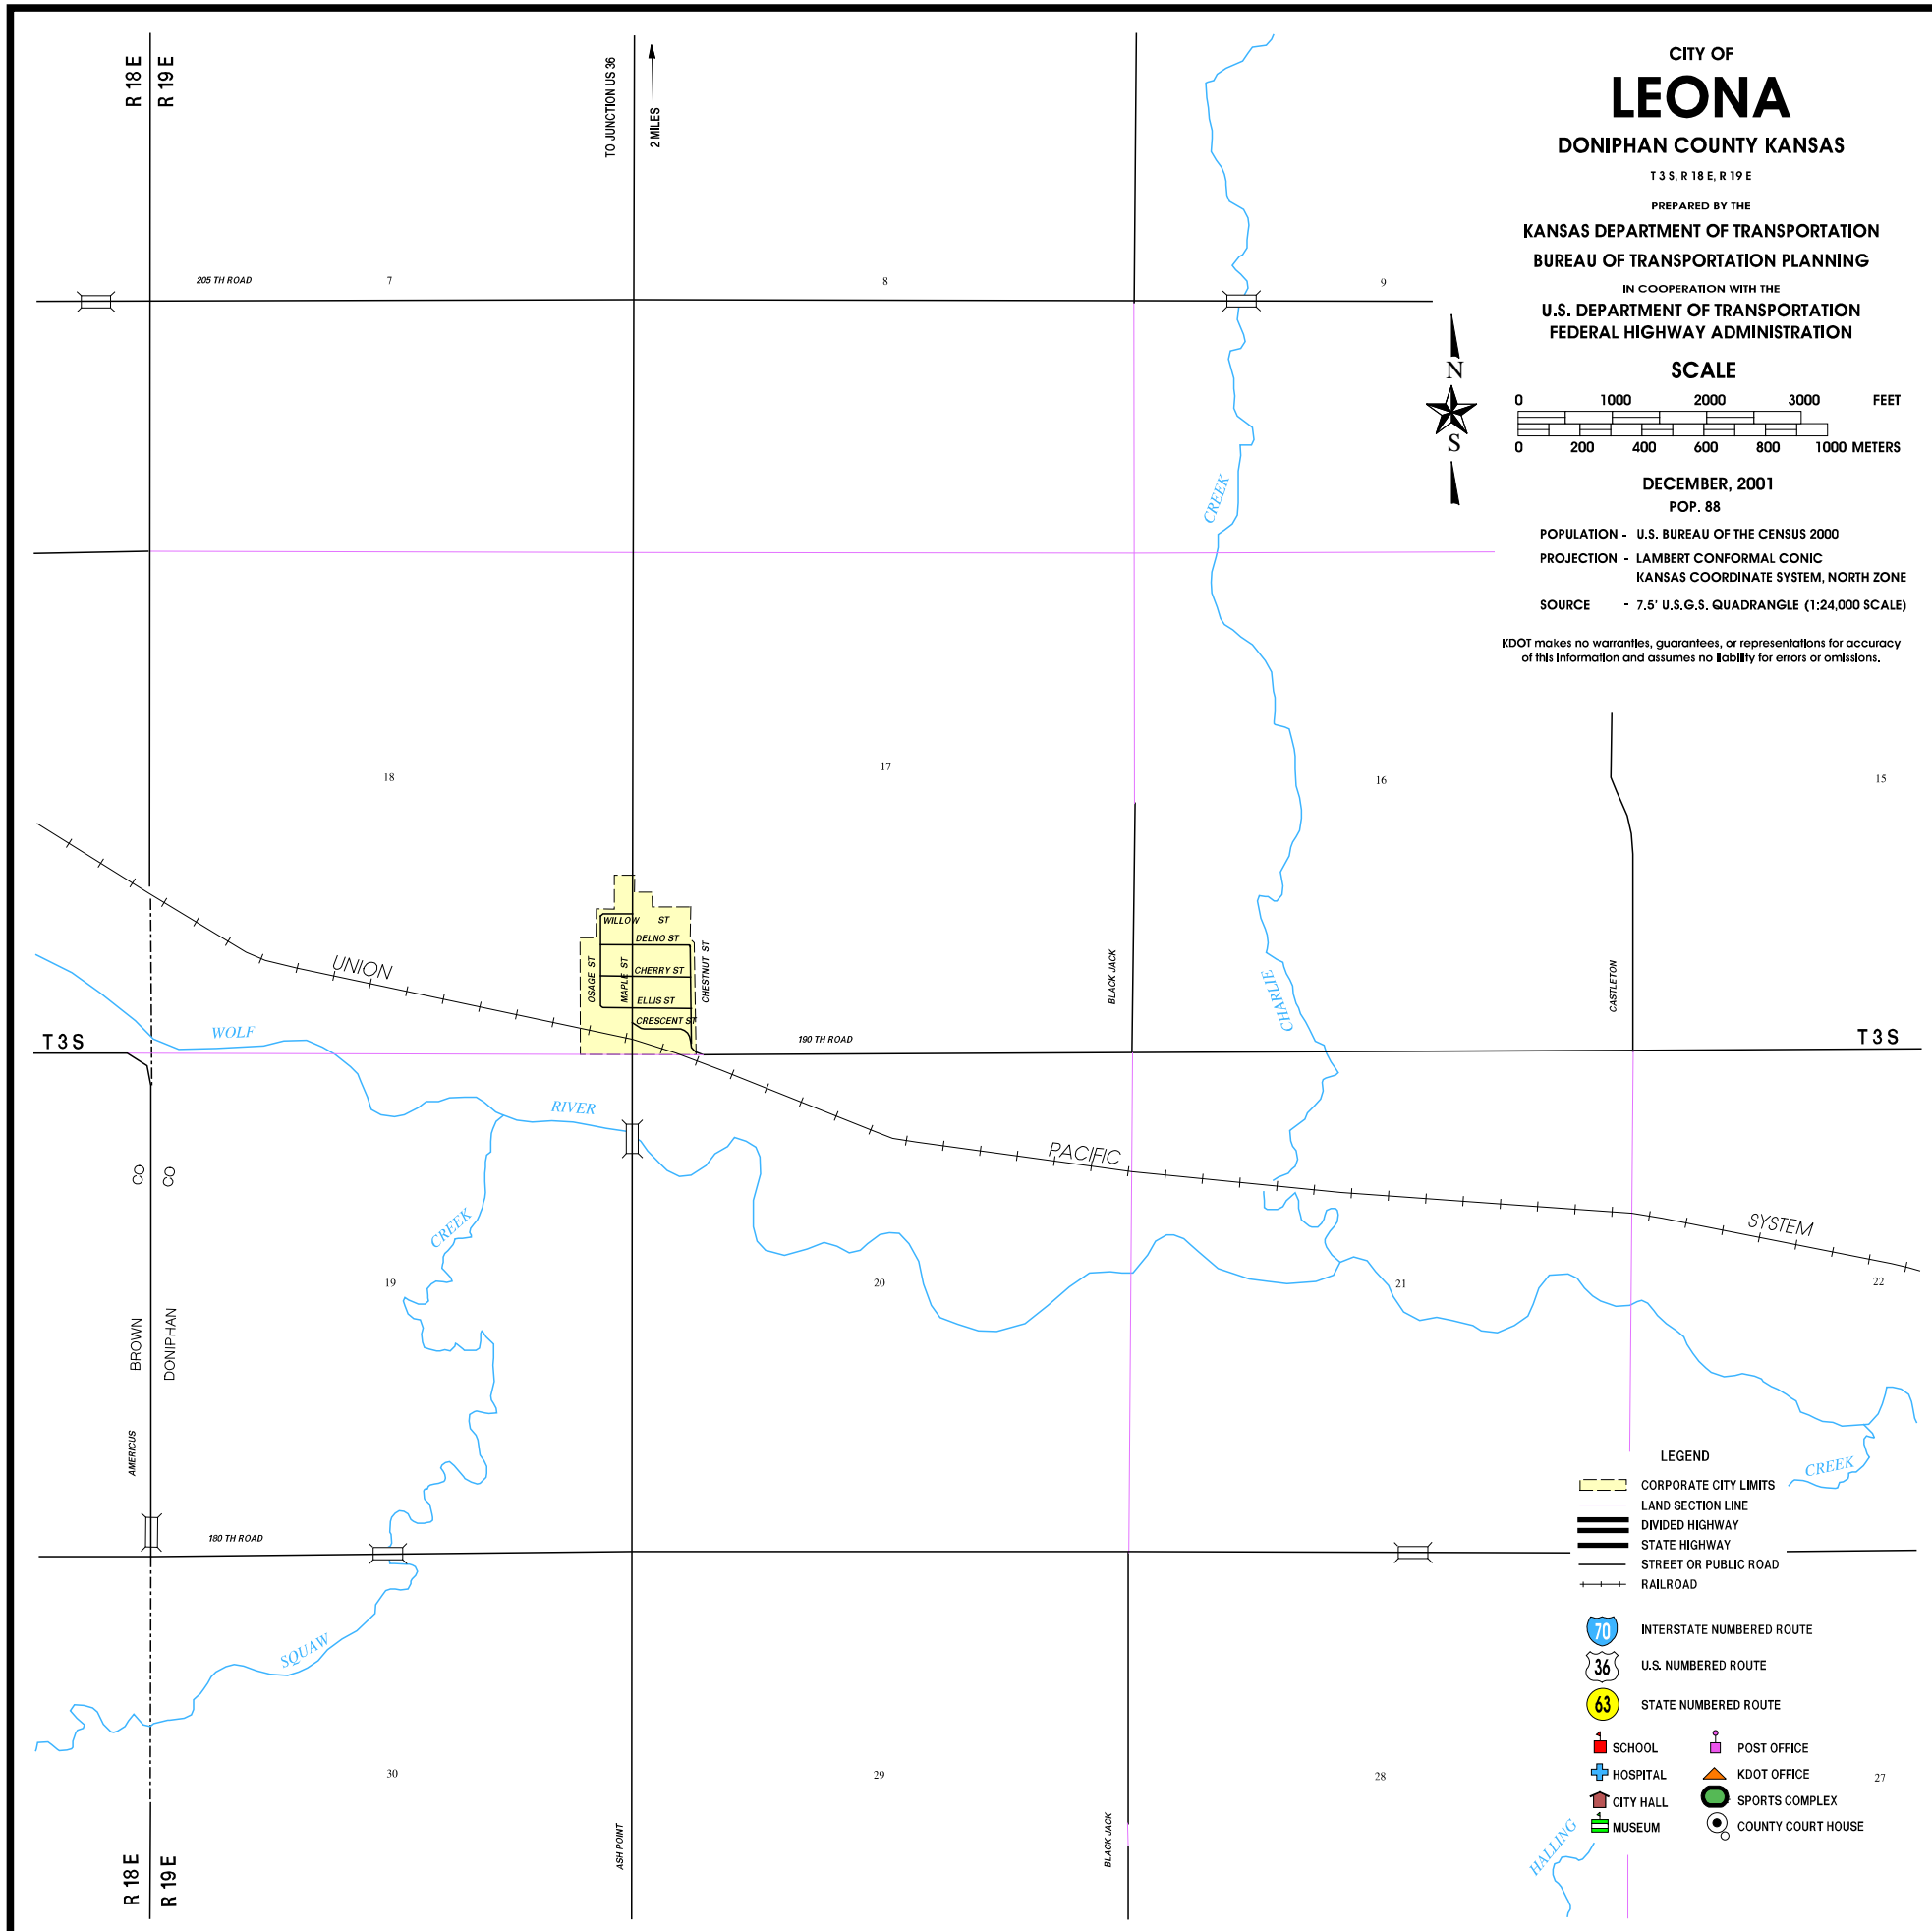 CITY OF
LEONA
DONIPHAN COUNTY KANSAS
T 3 S, R 18 E, R 19 E
PREPARED BY THE
KANSAS DEPARTMENT OF TRANSPORTATION
BUREAU OF TRANSPORTATION PLANNING
IN COOPERATION WITH THE
U.S. DEPARTMENT OF TRANSPORTATION
FEDERAL HIGHWAY ADMINISTRATION
SCALE
0 1000 2000 3000 FEET
0 200 400 600 800 1000 METERS
DECEMBER, 2001
POP. 88
POPULATION - U.S. BUREAU OF THE CENSUS 2000
PROJECTION - LAMBERT CONFORMAL CONIC
KANSAS COORDINATE SYSTEM, NORTH ZONE
SOURCE - 7.5' U.S.G.S. QUADRANGLE (1:24,000 SCALE)
KDOT makes no warranties, guarantees, or representations for accuracy
of this information and assumes no liability for errors or omissions.
N
S
R 18 E
R 19 E
TO JUNCTION US 36
2 MILES
205 TH ROAD
7
8
9
CREEK
18
17
16
15
UNION
WILLOW ST
DELNO ST
CHERRY ST
ELLIS ST
CRESCENT ST
OSAGE ST
MAPLE ST
CHESTNUT ST
BLACK JACK
CHARLIE
CASTLETON
T 3 S
WOLF
190 TH ROAD
T 3 S
RIVER
PACIFIC
SYSTEM
CO
CO
BROWN
DONIPHAN
CREEK
19
20
21
22
AMERICUS
CREEK
180 TH ROAD
SQUAW
30
29
28
27
ASH POINT
BLACK JACK
HALLING
R 18 E
R 19 E
LEGEND
CORPORATE CITY LIMITS
LAND SECTION LINE
DIVIDED HIGHWAY
STATE HIGHWAY
STREET OR PUBLIC ROAD
RAILROAD
70 INTERSTATE NUMBERED ROUTE
36 U.S. NUMBERED ROUTE
63 STATE NUMBERED ROUTE
SCHOOL
POST OFFICE
HOSPITAL
KDOT OFFICE
CITY HALL
SPORTS COMPLEX
MUSEUM
COUNTY COURT HOUSE